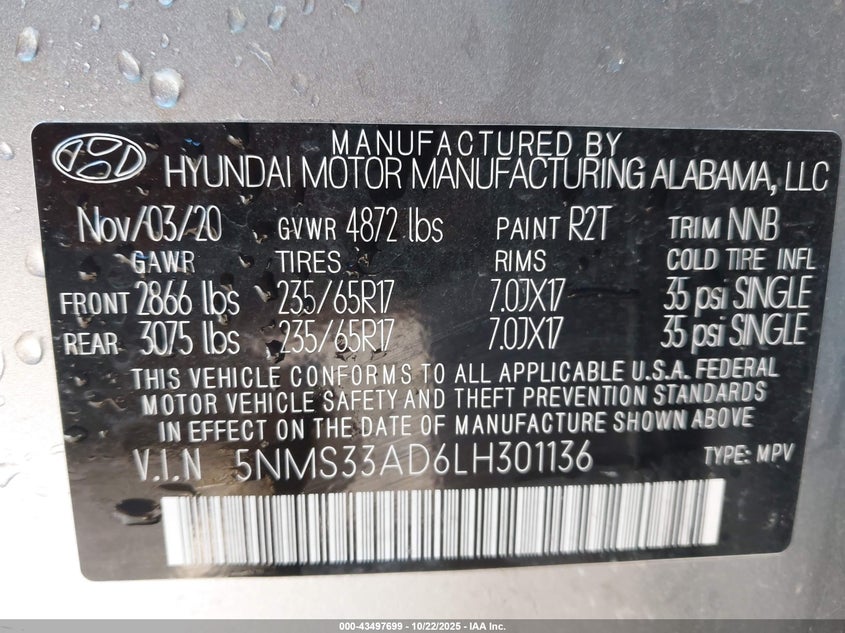 MANUFACTURED BY
HYUNDAI MOTOR MANUFACTURING ALABAMA, LLC
Nov/03/20 GVWR 4872 lbs PAINT R2T TRIM NNB
GAWR TIRES RIMS COLD TIRE INFL
FRONT 2866 lbs 235/65R17 7.0JX17 35 psi SINGLE
REAR 3075 lbs 235/65R17 7.0JX17 35 psi SINGLE
THIS VEHICLE CONFORMS TO ALL APPLICABLE U.S.A. FEDERAL
MOTOR VEHICLE SAFETY AND THEFT PREVENTION STANDARDS
IN EFFECT ON THE DATE OF MANUFACTURE SHOWN ABOVE
V.I.N 5NMS33AD6LH301136 TYPE: MPV
000-43497699 - 10/22/2025 - IAA Inc.